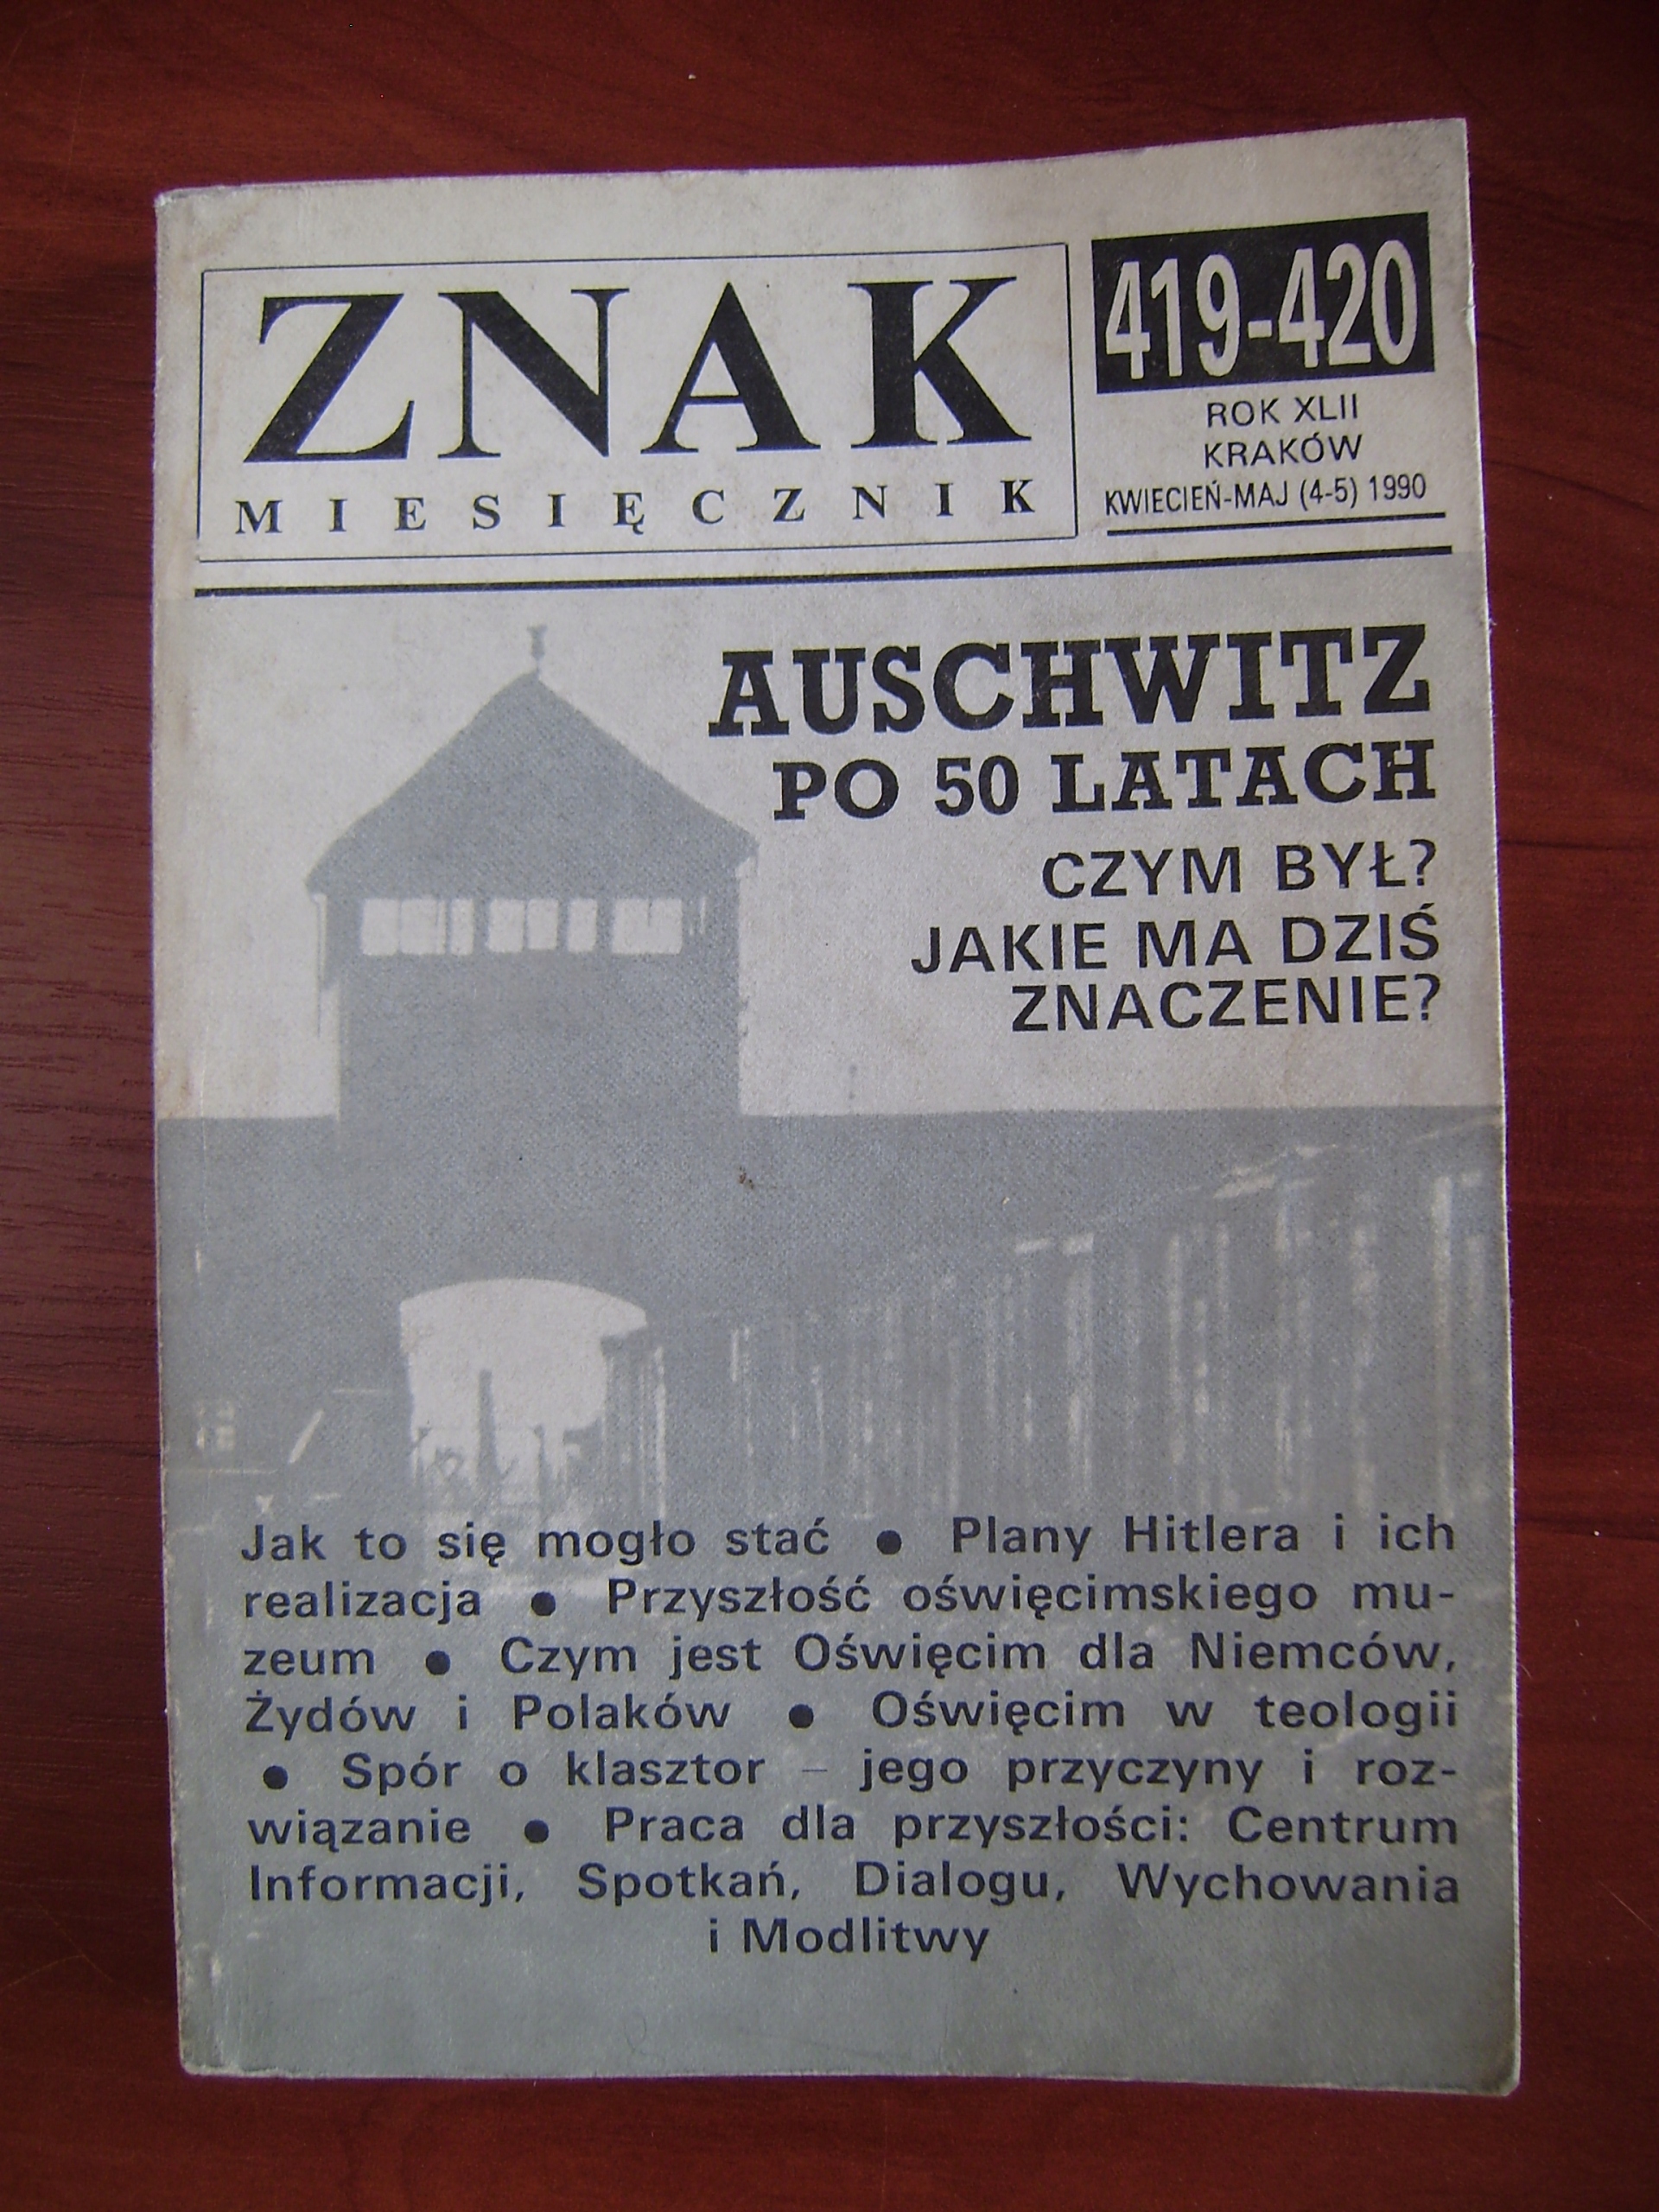 ZNAK
MIESIĘCZNIK
419-420
ROK XLII
KRAKÓW
KWIECIEŃ-MAJ (4-5) 1990
AUSCHWITZ
PO 50 LATACH
CZYM BYŁ?
JAKIE MA DZIŚ
ZNACZENIE?
Jak to się mogło stać ● Plany Hitlera i ich
realizacja ● Przyszłość oświęcimskiego mu-
zeum ● Czym jest Oświęcim dla Niemców,
Żydów i Polaków ● Oświęcim w teologii
● Spór o klasztor – jego przyczyny i roz-
wiązanie ● Praca dla przyszłości: Centrum
Informacji, Spotkań, Dialogu, Wychowania
i Modlitwy